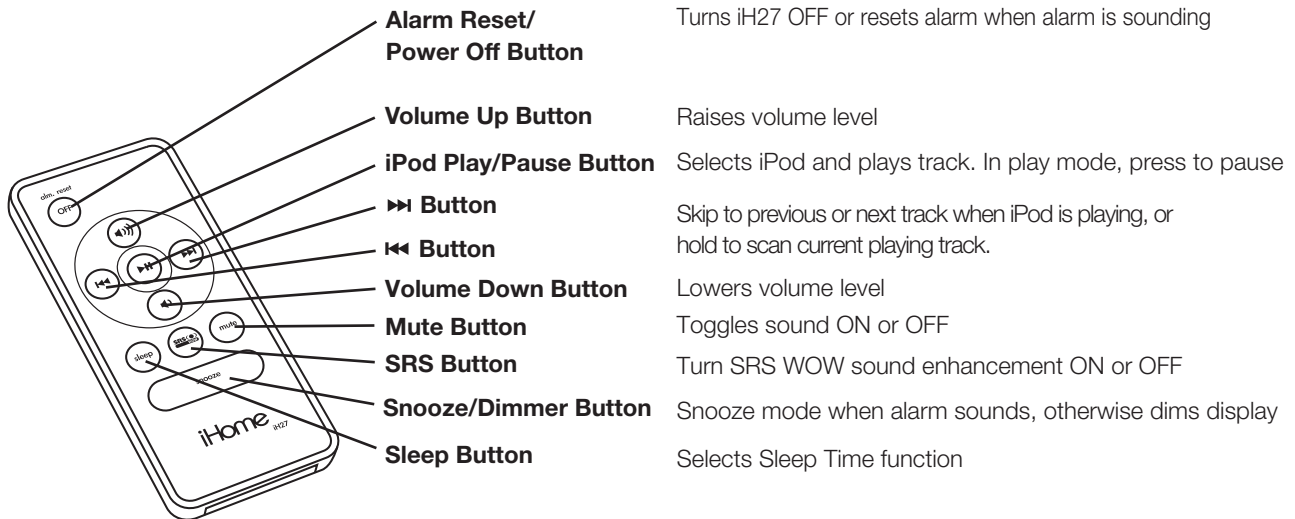 Alarm Reset/
Power Off Button
Turns iH27 OFF or resets alarm when alarm is sounding
Volume Up Button
Raises volume level
iPod Play/Pause Button
Selects iPod and plays track. In play mode, press to pause
⏭ Button
⏮ Button
Skip to previous or next track when iPod is playing, or
hold to scan current playing track.
Volume Down Button
Lowers volume level
Mute Button
Toggles sound ON or OFF
SRS Button
Turn SRS WOW sound enhancement ON or OFF
Snooze/Dimmer Button
Snooze mode when alarm sounds, otherwise dims display
Sleep Button
Selects Sleep Time function
alm. reset
OFF
mute
SRS
sleep
snooze
iHome iH27